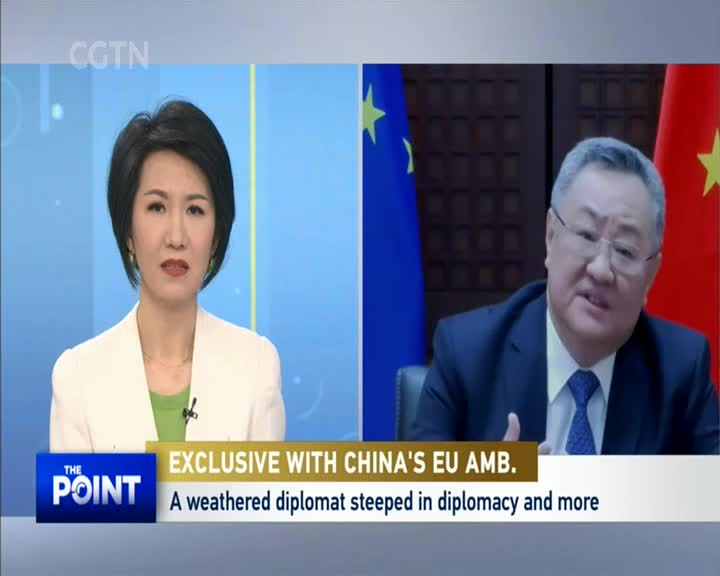 CGTN
EXCLUSIVE WITH CHINA'S EU AMB.
THE
POINT
A weathered diplomat steeped in diplomacy and more